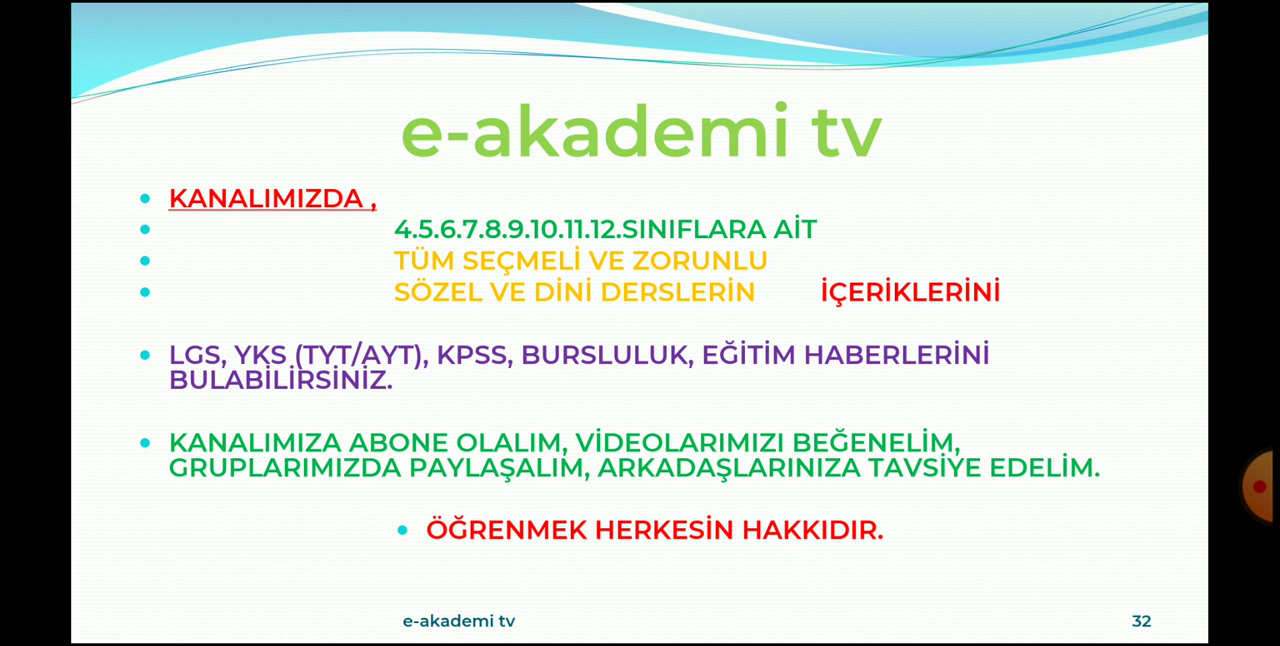 e-akademi tv
KANALIMIZDA ,
4.5.6.7.8.9.10.11.12.SINIFLARA AİT
TÜM SEÇMELİ VE ZORUNLU
SÖZEL VE DİNİ DERSLERİN İÇERİKLERİNİ
LGS, YKS (TYT/AYT), KPSS, BURSLULUK, EĞİTİM HABERLERİNİ
BULABİLİRSİNİZ.
KANALIMIZA ABONE OLALIM, VİDEOLARIMIZI BEĞENELİM,
GRUPLARIMIZDA PAYLAŞALIM, ARKADAŞLARINIZA TAVSİYE EDELİM.
ÖĞRENMEK HERKESİN HAKKIDIR.
e-akademi tv 32